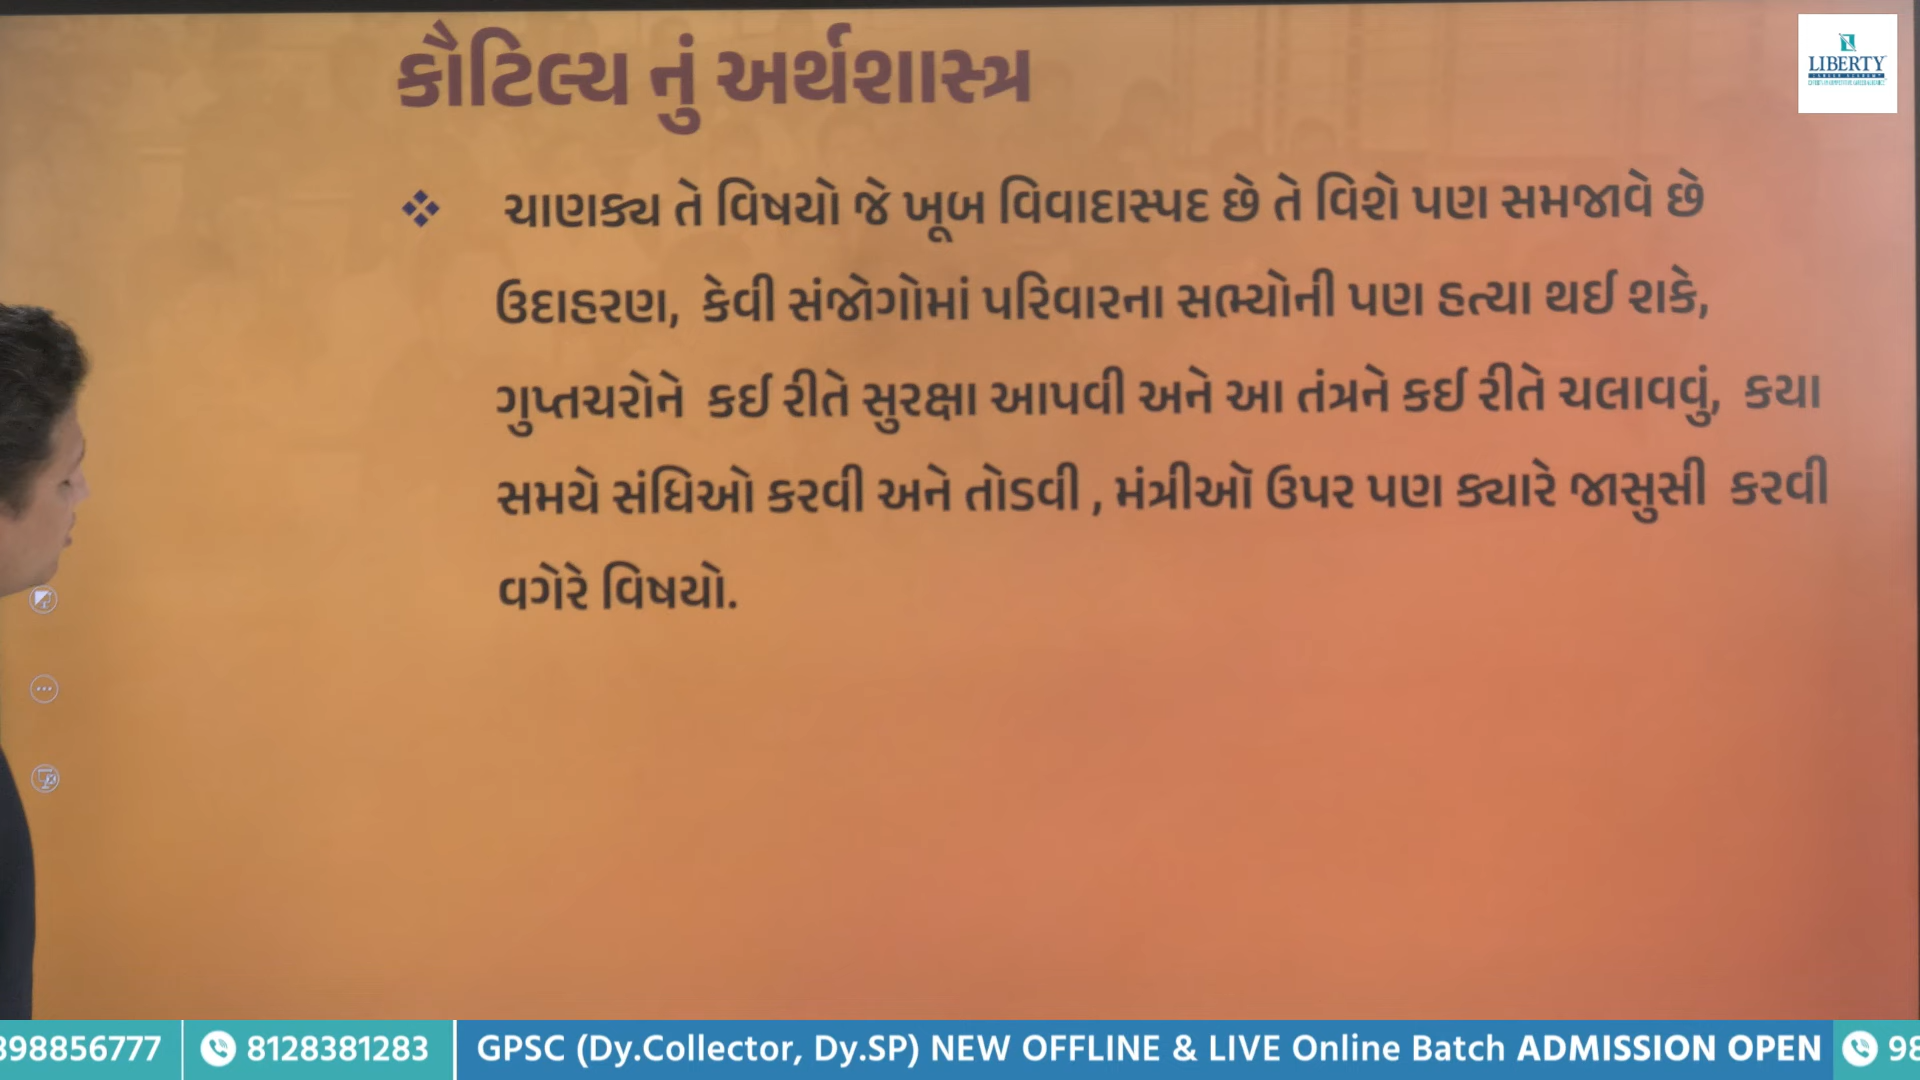 કૌટિલ્ય નું અર્થશાસ્ત્ર
LIBERTY
❖ ચાણક્ય તે વિષયો જે ખૂબ વિવાદાસ્પદ છે તે વિશે પણ સમજાવે છે
ઉદાહરણ, કેવી સંજોગોમાં પરિવારના સભ્યોની પણ હત્યા થઈ શકે,
ગુપ્તચરોને કઈ રીતે સુરક્ષા આપવી અને આ તંત્રને કઈ રીતે ચલાવવું, કયા
સમયે સંધિઓ કરવી અને તોડવી , મંત્રીઓં ઉપર પણ ક્યારે જાસુસી કરવી
વગેરે વિષયો.
898856777 8128381283 GPSC (Dy.Collector, Dy.SP) NEW OFFLINE & LIVE Online Batch ADMISSION OPEN 98